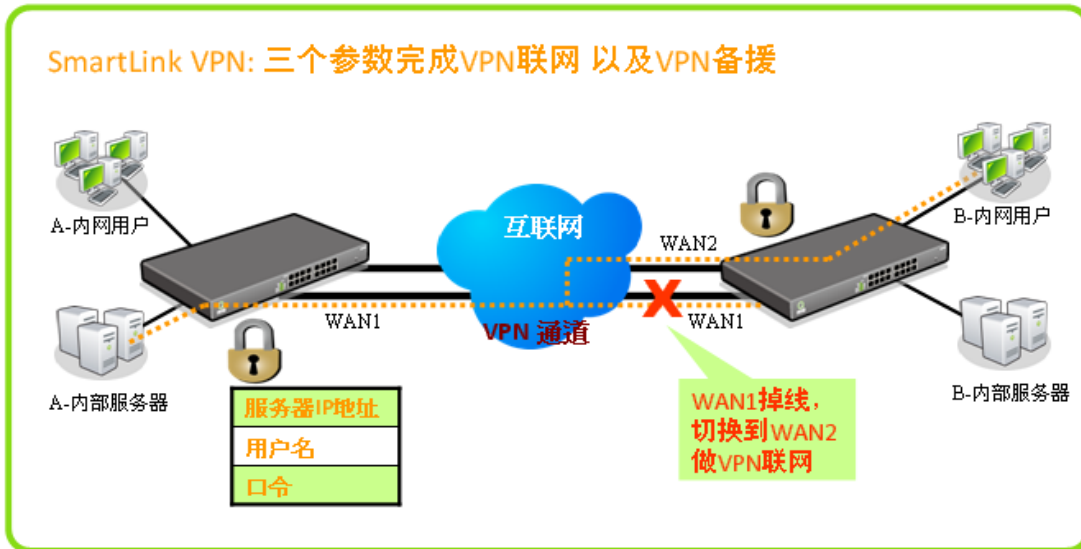 SmartLink VPN: 三个参数完成VPN联网 以及VPN备援
A-内网用户
B-内网用户
互联网
WAN2
WAN1
VPN 通道
WAN1
A-内部服务器
B-内部服务器
服务器IP地址
用户名
口令
WAN1掉线，
切换到WAN2
做VPN联网